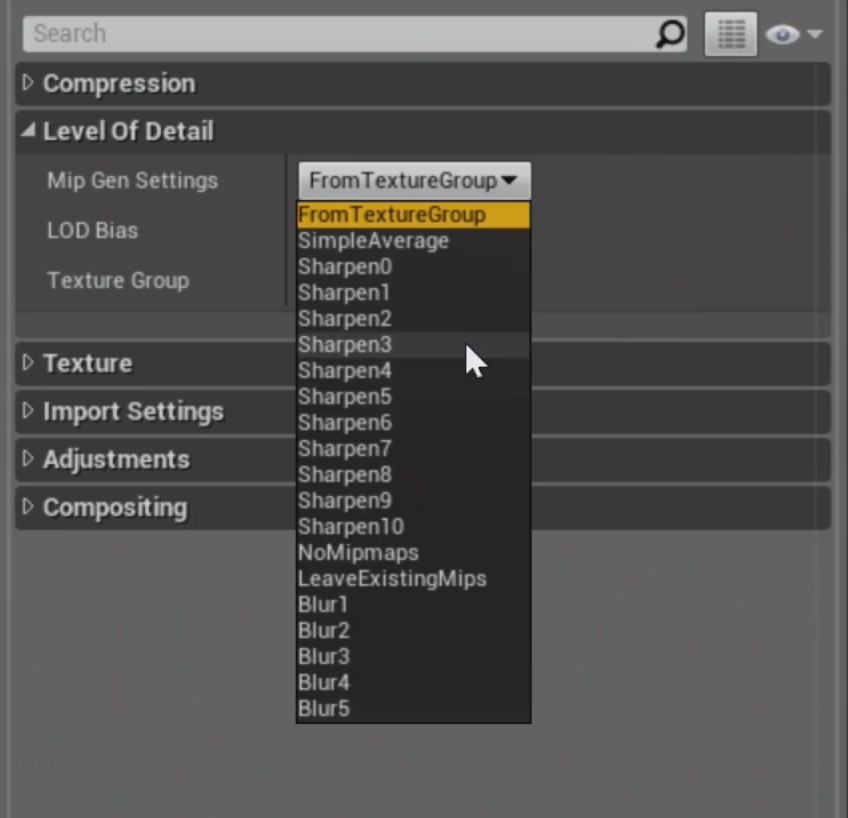 Search
Compression
Level Of Detail
Mip Gen Settings
FromTextureGroup
FromTextureGroup
SimpleAverage
LOD Bias
Sharpen0
Texture Group
Sharpen1
Sharpen2
Sharpen3
Texture
Sharpen4
Sharpen5
Import Settings
Sharpen6
Sharpen7
Adjustments
Sharpen8
Sharpen9
Compositing
Sharpen10
NoMipmaps
LeaveExistingMips
Blur1
Blur2
Blur3
Blur4
Blur5